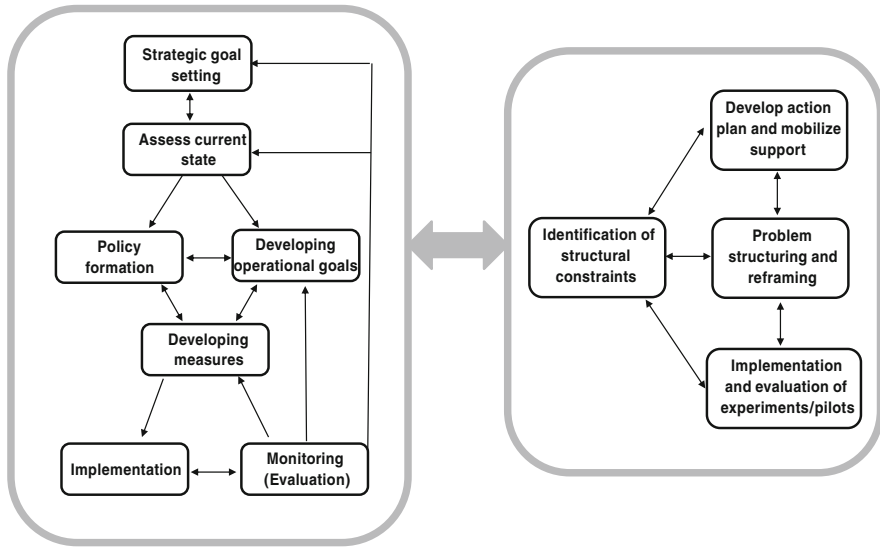 Strategic goal
setting
Assess current
state
Policy
formation
Developing
operational goals
Developing
measures
Implementation
Monitoring
(Evaluation)
Develop action
plan and mobilize
support
Identification of
structural
constraints
Problem
structuring and
reframing
Implementation
and evaluation of
experiments/pilots